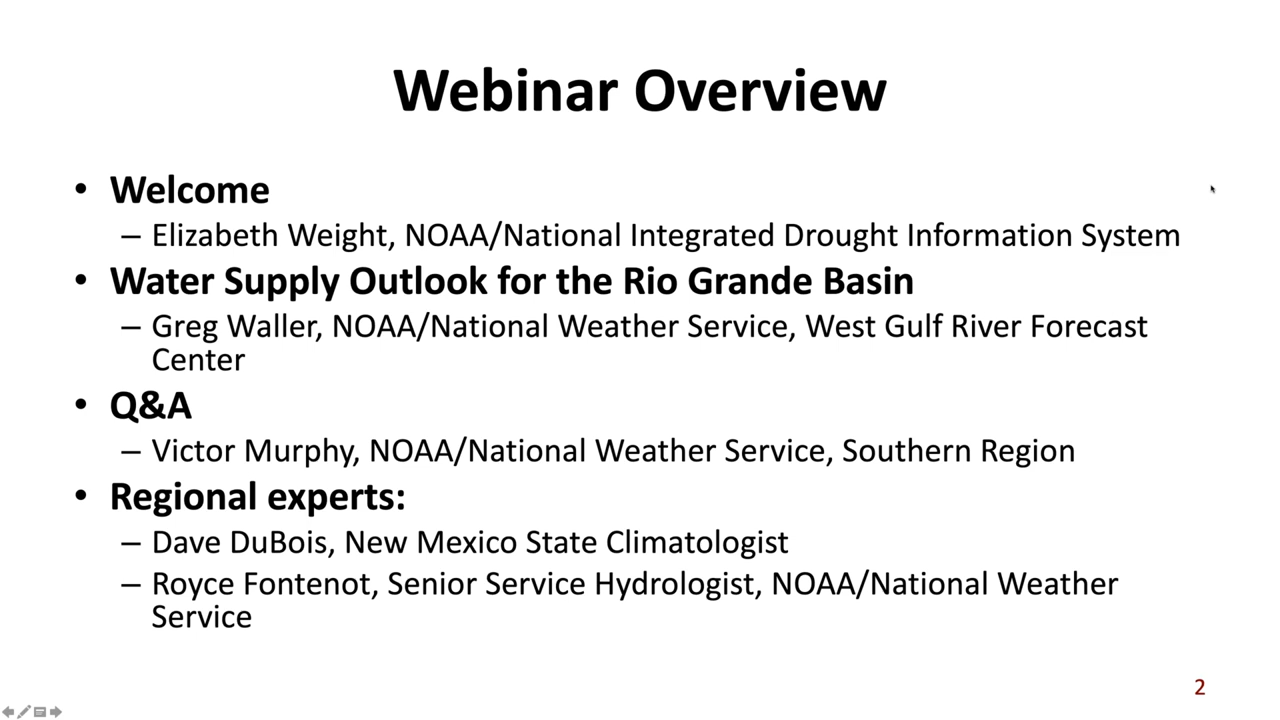 Webinar Overview
• Welcome
– Elizabeth Weight, NOAA/National Integrated Drought Information System
• Water Supply Outlook for the Rio Grande Basin
– Greg Waller, NOAA/National Weather Service, West Gulf River Forecast
Center
• Q&A
– Victor Murphy, NOAA/National Weather Service, Southern Region
• Regional experts:
– Dave DuBois, New Mexico State Climatologist
– Royce Fontenot, Senior Service Hydrologist, NOAA/National Weather
Service
2